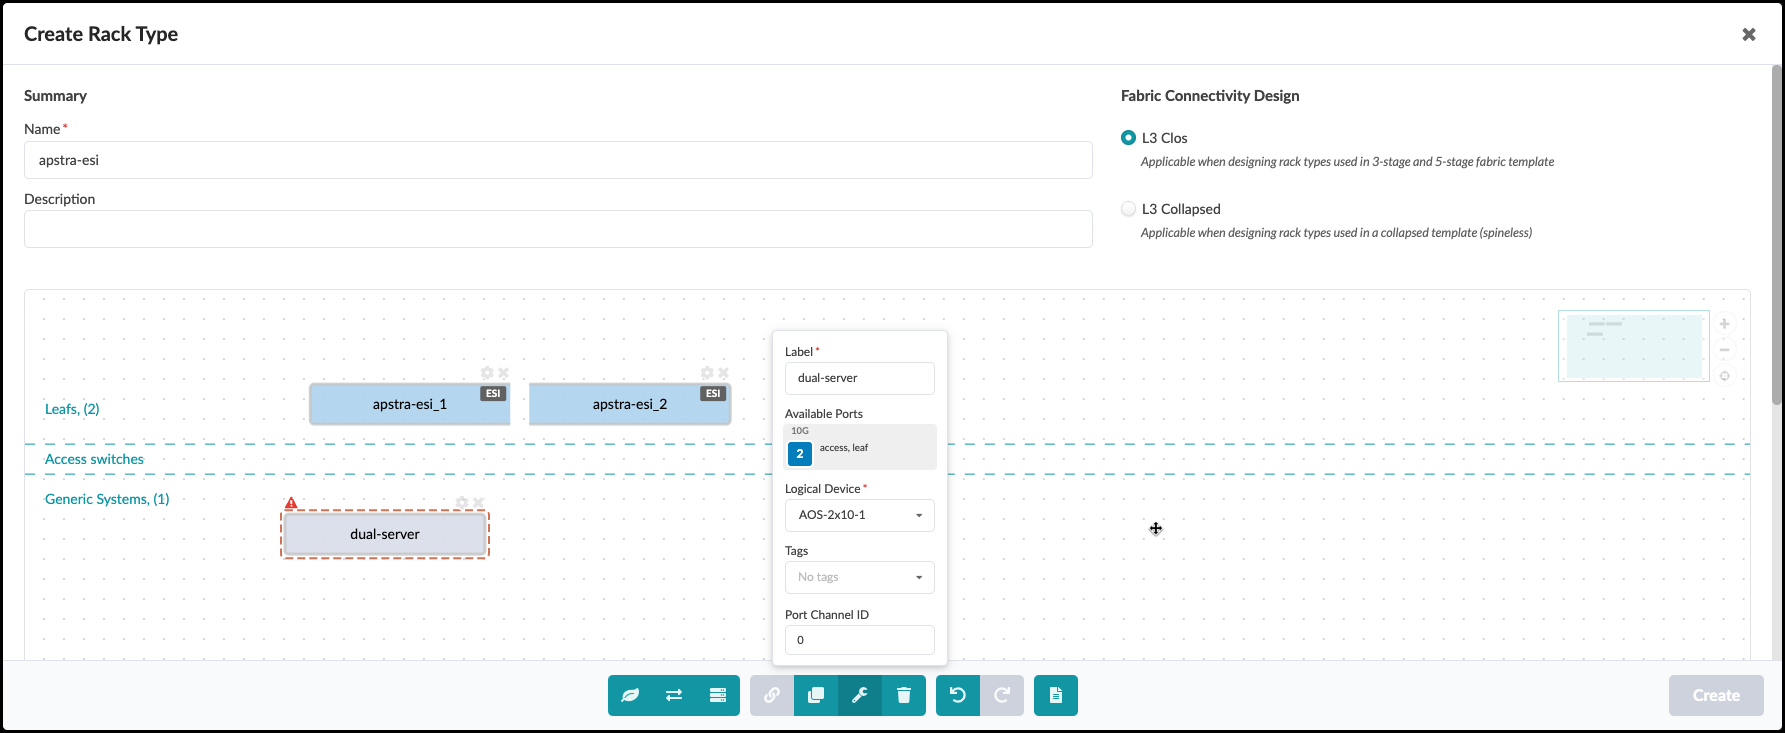 Create Rack Type
Summary
Name *
apstra-esi
Description
Fabric Connectivity Design
L3 Clos
Applicable when designing rack types used in 3-stage and 5-stage fabric template
L3 Collapsed
Applicable when designing rack types used in a collapsed template (spineless)
Leafs, (2)
apstra-esi_1
ESI
apstra-esi_2
ESI
Access switches
Generic Systems, (1)
dual-server
Label *
dual-server
Available Ports
10G
2
access, leaf
Logical Device *
AOS-2x10-1
Tags
No tags
Port Channel ID
0
Create